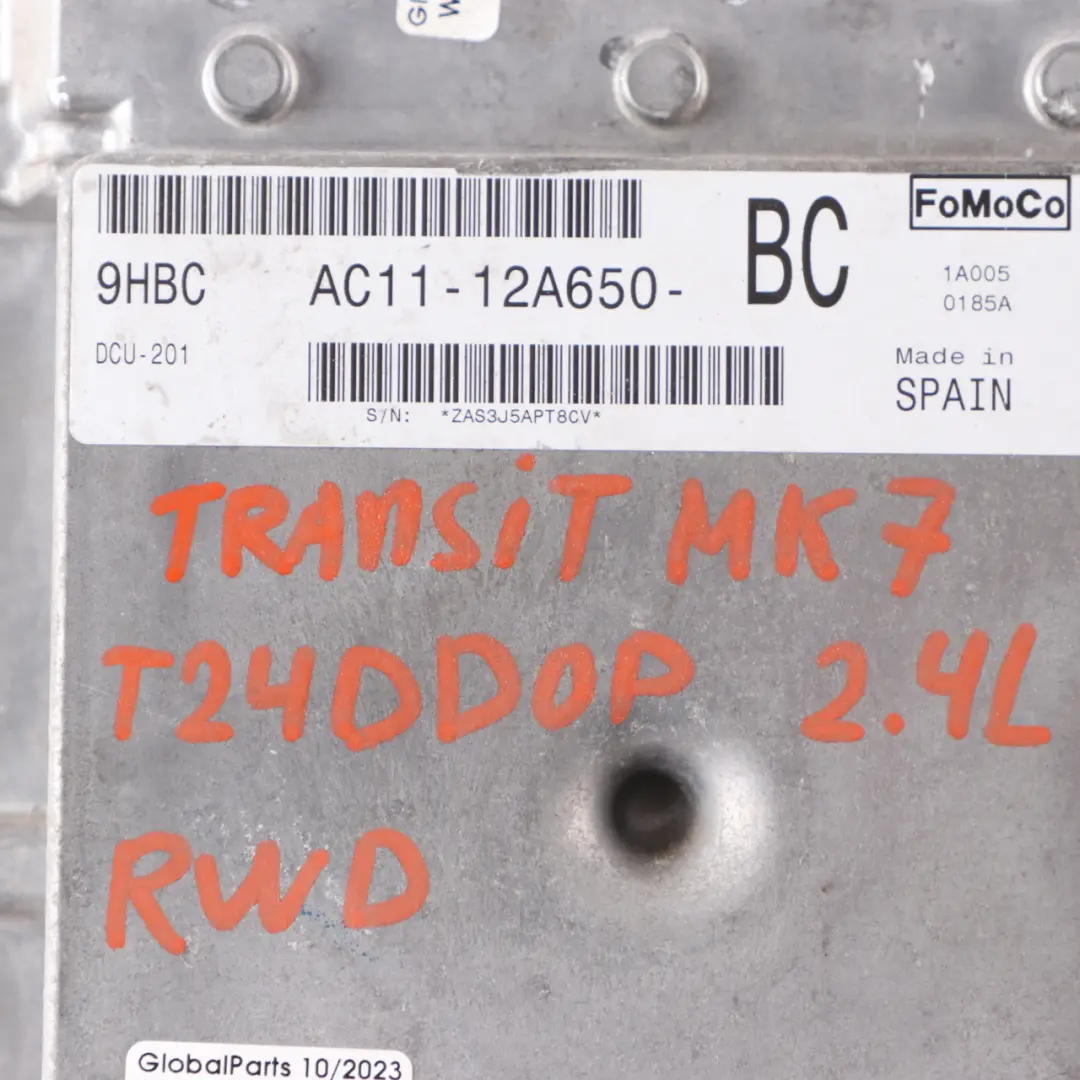 9HBC AC11-12A650- BC FoMoCo
1A005
0185A
DCU-201
Made in
SPAIN
S/N: *ZAS3J5APT8CV*
TRANSiT MK7
T24DDOP 2.4L
RWD
GlobalParts 10/2023